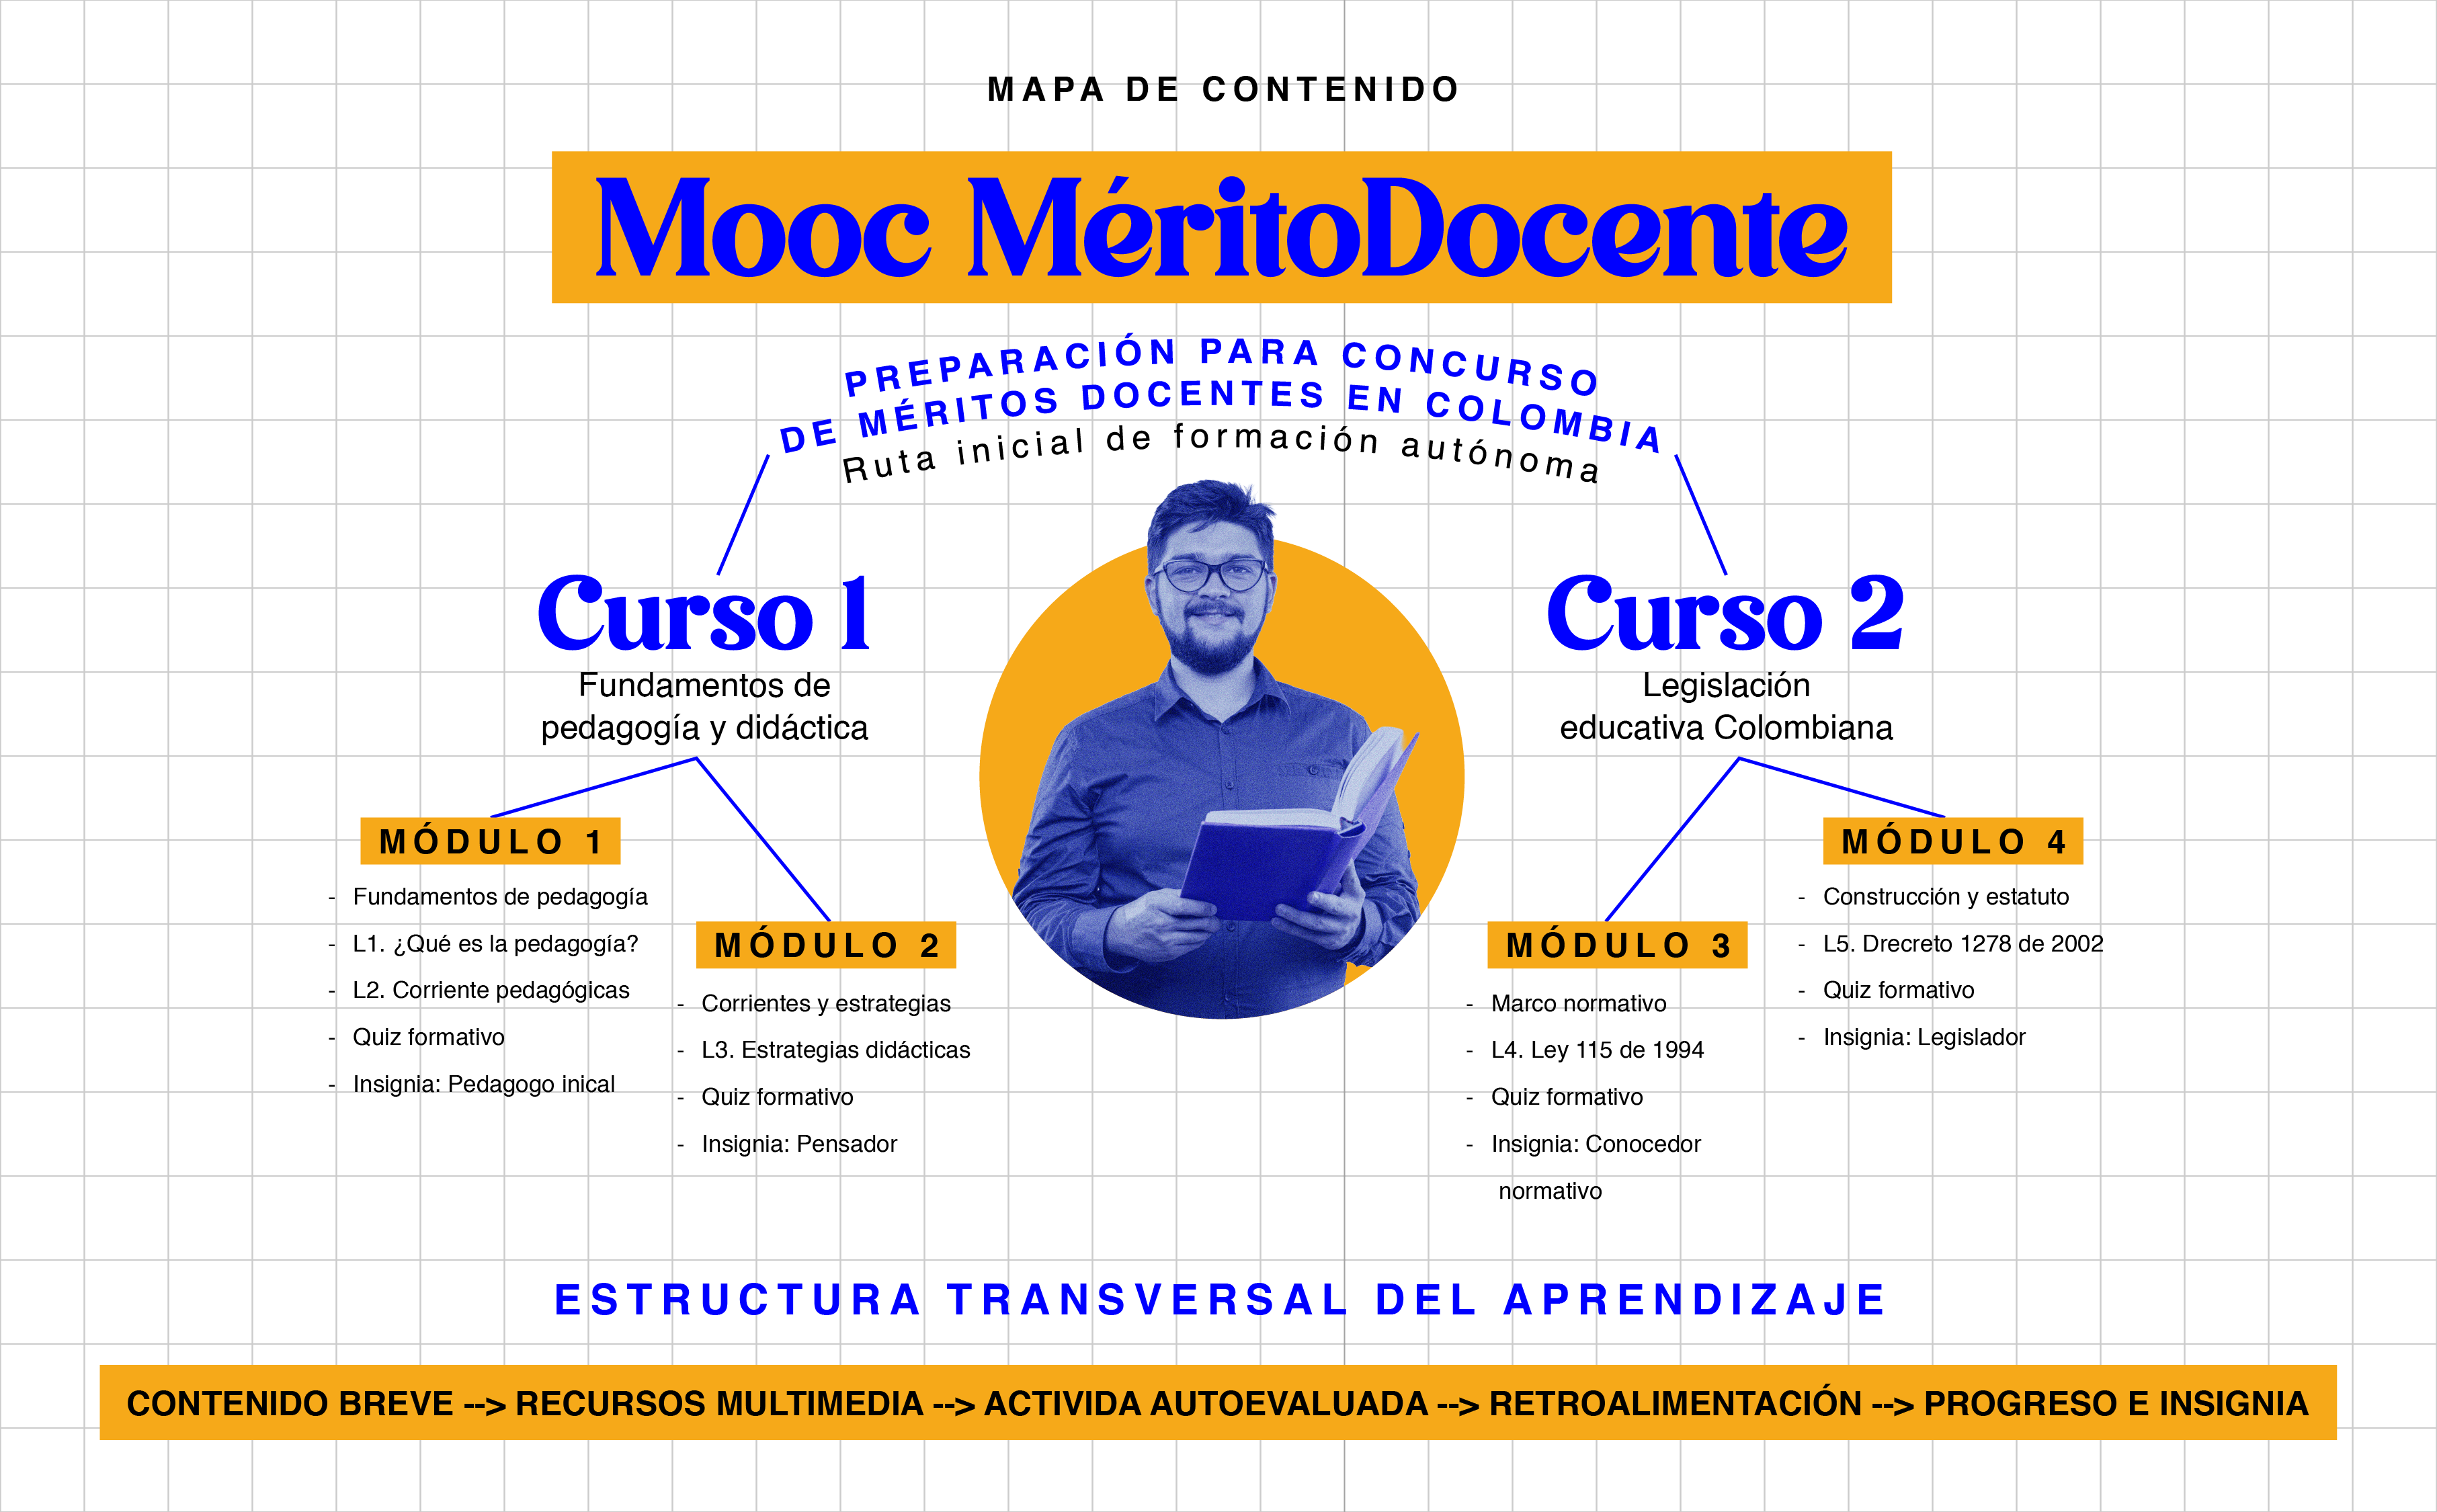 MAPA DE CONTENIDO
Mooc MéritoDocente
PREPARACIÓN PARA CONCURSO
DE MÉRITOS DOCENTES EN COLOMBIA
Ruta inicial de formación autónoma
Curso 1
Fundamentos de
pedagogía y didáctica
MÓDULO 1
- Fundamentos de pedagogía
- L1. ¿Qué es la pedagogía?
- L2. Corriente pedagógicas
- Quiz formativo
- Insignia: Pedagogo inical
MÓDULO 2
- Corrientes y estrategias
- L3. Estrategias didácticas
- Quiz formativo
- Insignia: Pensador
Curso 2
Legislación
educativa Colombiana
MÓDULO 3
- Marco normativo
- L4. Ley 115 de 1994
- Quiz formativo
- Insignia: Conocedor
normativo
MÓDULO 4
- Construcción y estatuto
- L5. Drecreto 1278 de 2002
- Quiz formativo
- Insignia: Legislador
ESTRUCTURA TRANSVERSAL DEL APRENDIZAJE
CONTENIDO BREVE --> RECURSOS MULTIMEDIA --> ACTIVIDA AUTOEVALUADA --> RETROALIMENTACIÓN --> PROGRESO E INSIGNIA